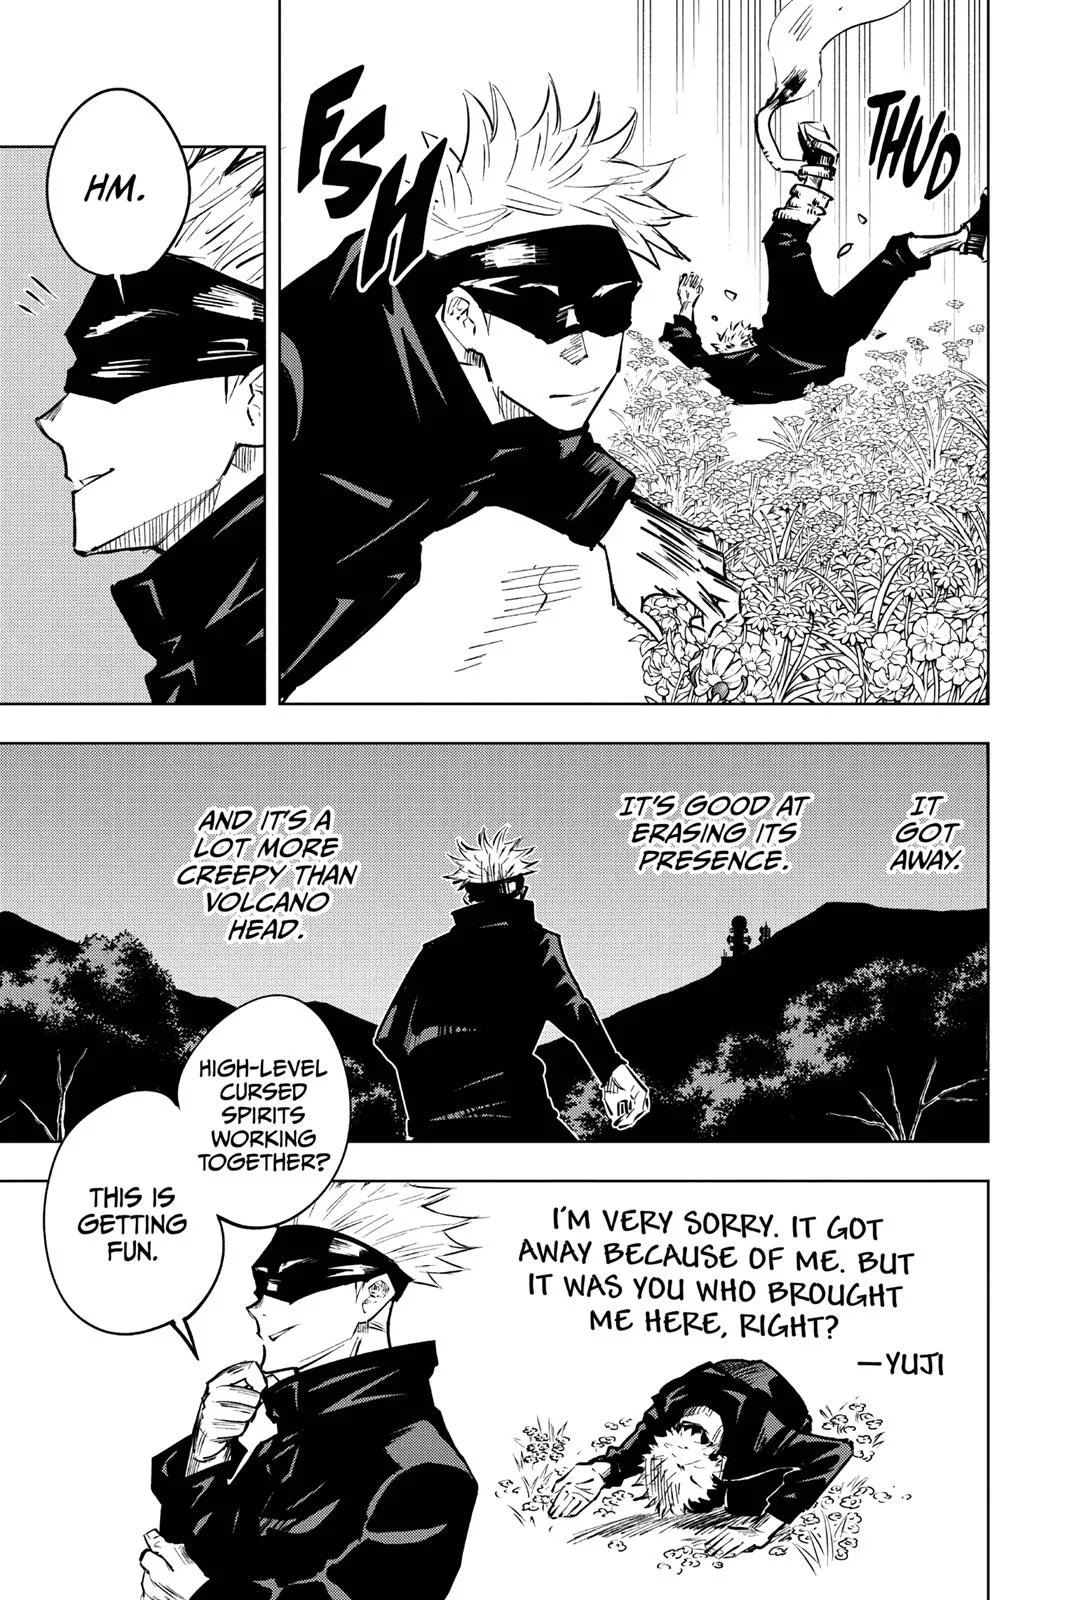 THUD
FSH
HM.
IT
GOT
AWAY.
IT'S GOOD AT
ERASING ITS
PRESENCE.
AND IT'S A
LOT MORE
CREEPY THAN
VOLCANO
HEAD.
I'M VERY SORRY. IT GOT
AWAY BECAUSE OF ME. BUT
IT WAS YOU WHO BROUGHT
ME HERE, RIGHT?
—YUJI
HIGH-LEVEL
CURSED
SPIRITS
WORKING
TOGETHER?
THIS IS
GETTING
FUN.